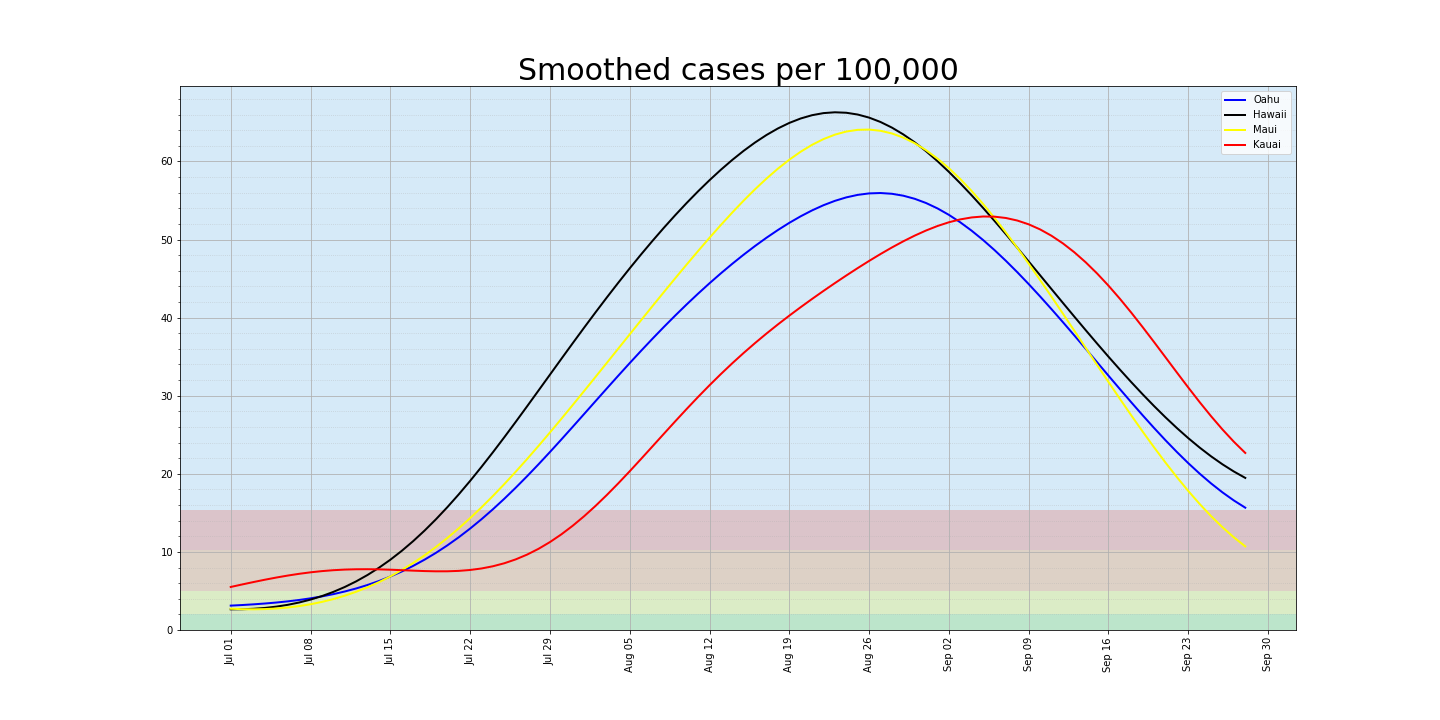 Smoothed cases per 100,000
Oahu
Hawaii
Maui
Kauai
60
50
40
30
20
10
0
Jul 01
Jul 08
Jul 15
Jul 22
Jul 29
Aug 05
Aug 12
Aug 19
Aug 26
Sep 02
Sep 09
Sep 16
Sep 23
Sep 30